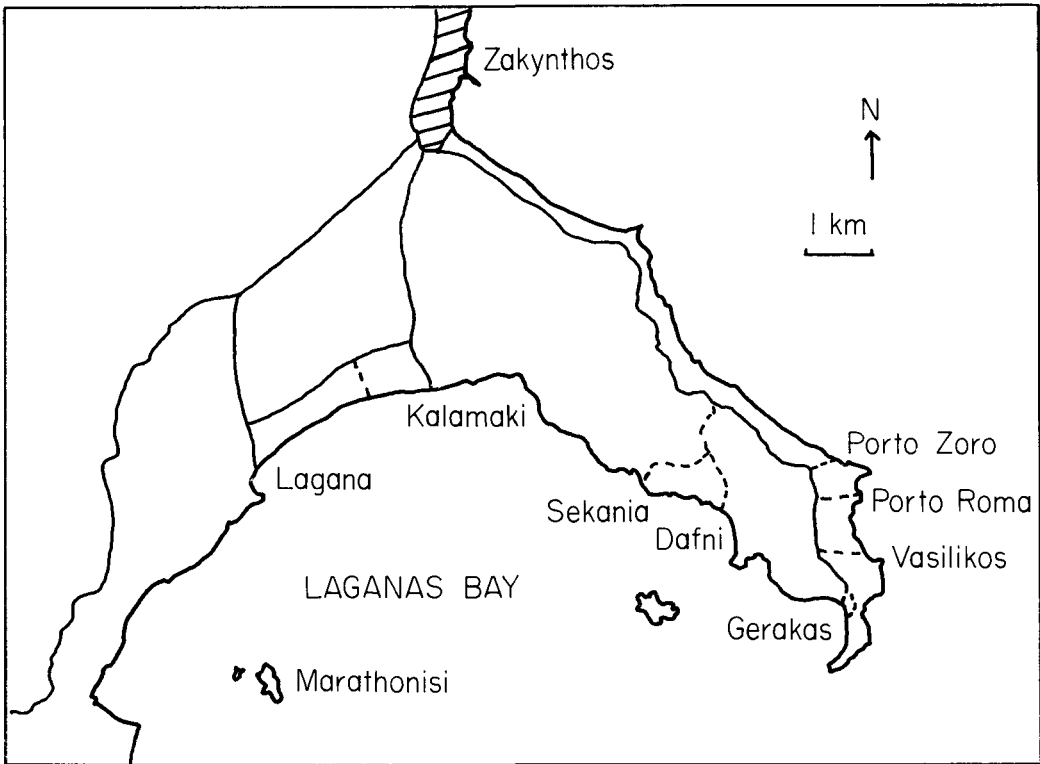 Zakynthos
N
1 km
Kalamaki
Porto Zoro
Lagana
Sekania
Porto Roma
Dafni
Vasilikos
LAGANAS BAY
Gerakas
Marathonisi